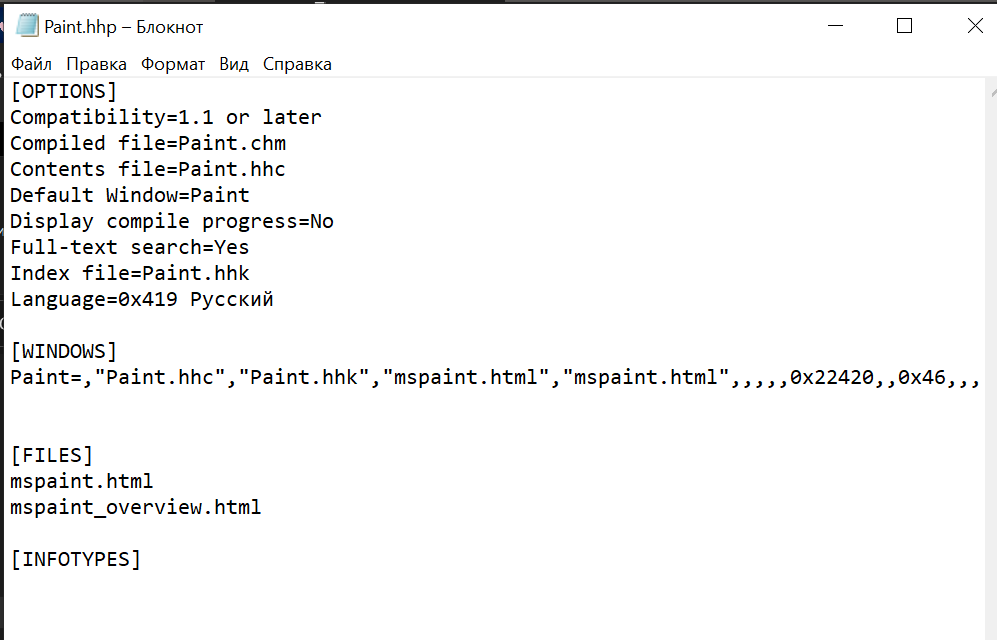 Paint.hhp – Блокнот
Файл Правка Формат Вид Справка
[OPTIONS]
Compatibility=1.1 or later
Compiled file=Paint.chm
Contents file=Paint.hhc
Default Window=Paint
Display compile progress=No
Full-text search=Yes
Index file=Paint.hhk
Language=0x419 Русский
[WINDOWS]
Paint=,"Paint.hhc","Paint.hhk","mspaint.html","mspaint.html",,,,,0x22420,,0x46,,,
[FILES]
mspaint.html
mspaint_overview.html
[INFOTYPES]